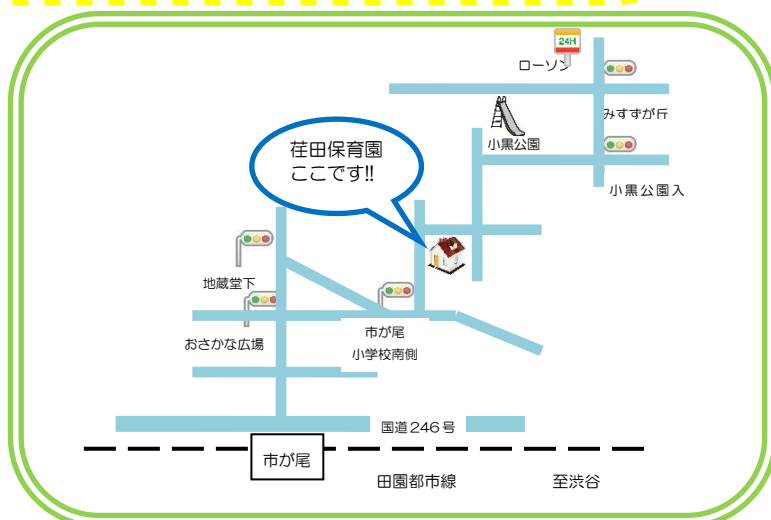 24H
ローソン
みすずが丘
小黒公園
小黒公園入
荏田保育園
ここです!!
地蔵堂下
おさかな広場
市が尾
小学校南側
国道246号
市が尾
田園都市線
至渋谷